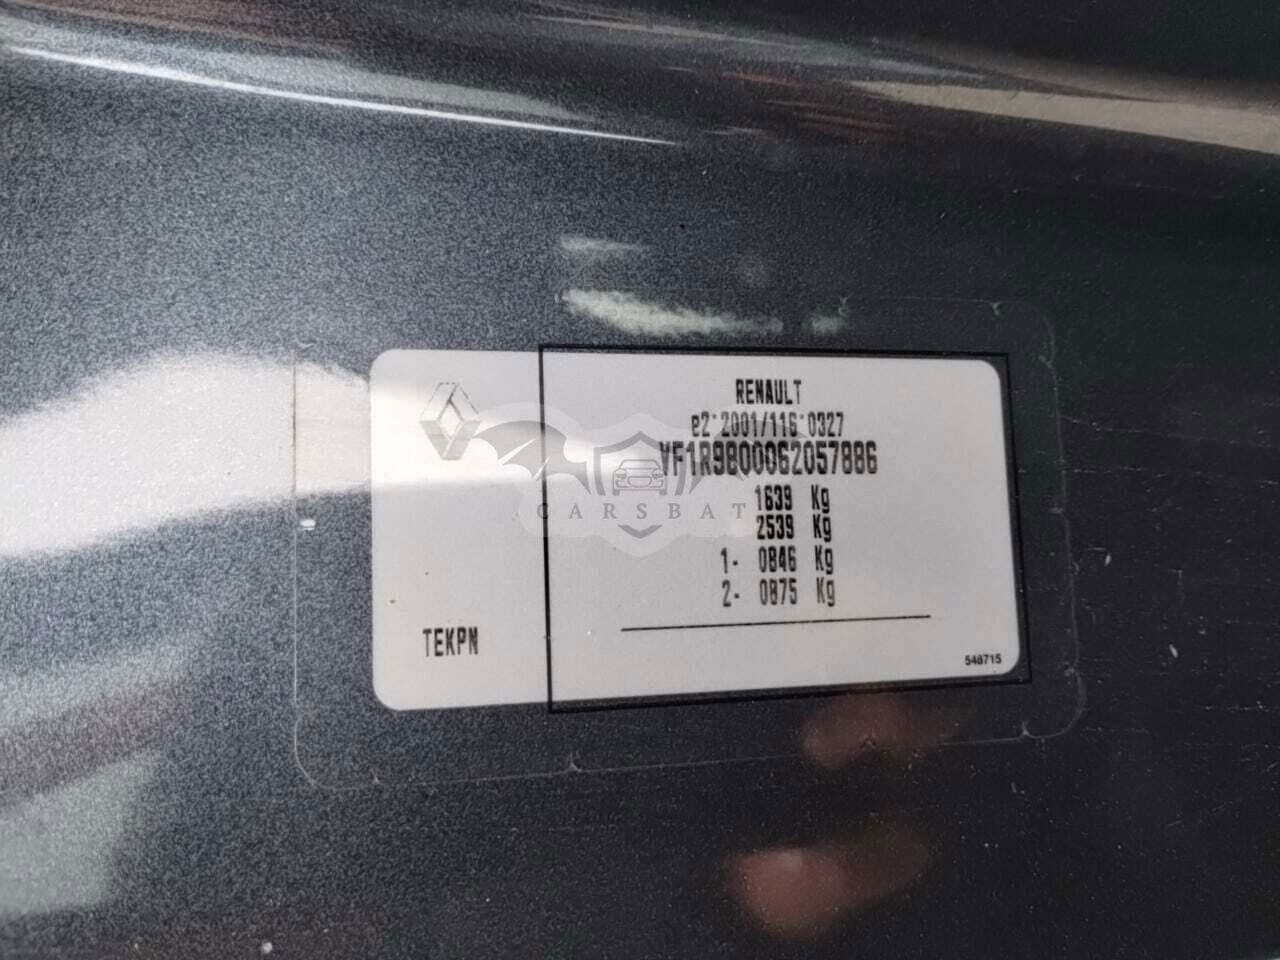 RENAULT
e2*2001/116*0327
VF1R9800062057886
CARSBAT
1639 Kg
2539 Kg
1- 0846 Kg
2- 0875 Kg
TEKPN
548715